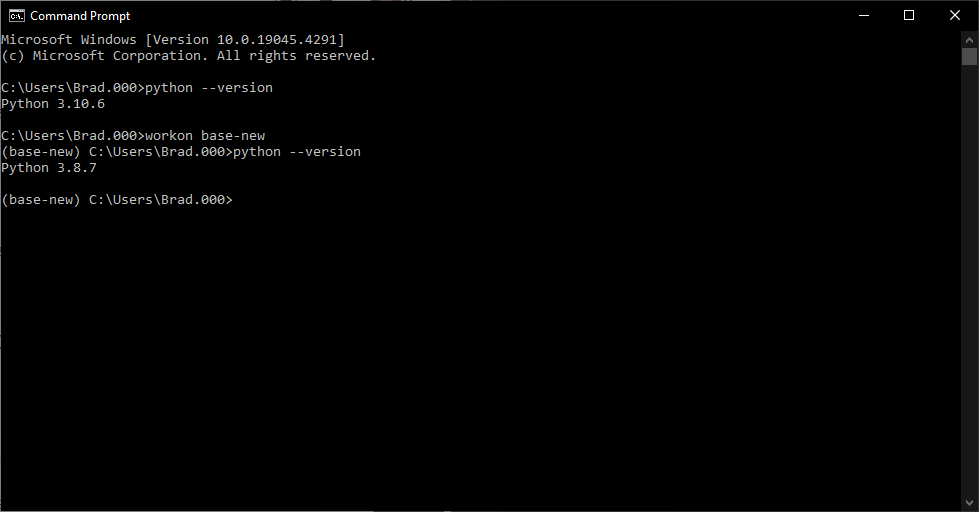 Command Prompt
Microsoft Windows [Version 10.0.19045.4291]
(c) Microsoft Corporation. All rights reserved.
C:\Users\Brad.000>python --version
Python 3.10.6
C:\Users\Brad.000>workon base-new
(base-new) C:\Users\Brad.000>python --version
Python 3.8.7
(base-new) C:\Users\Brad.000>